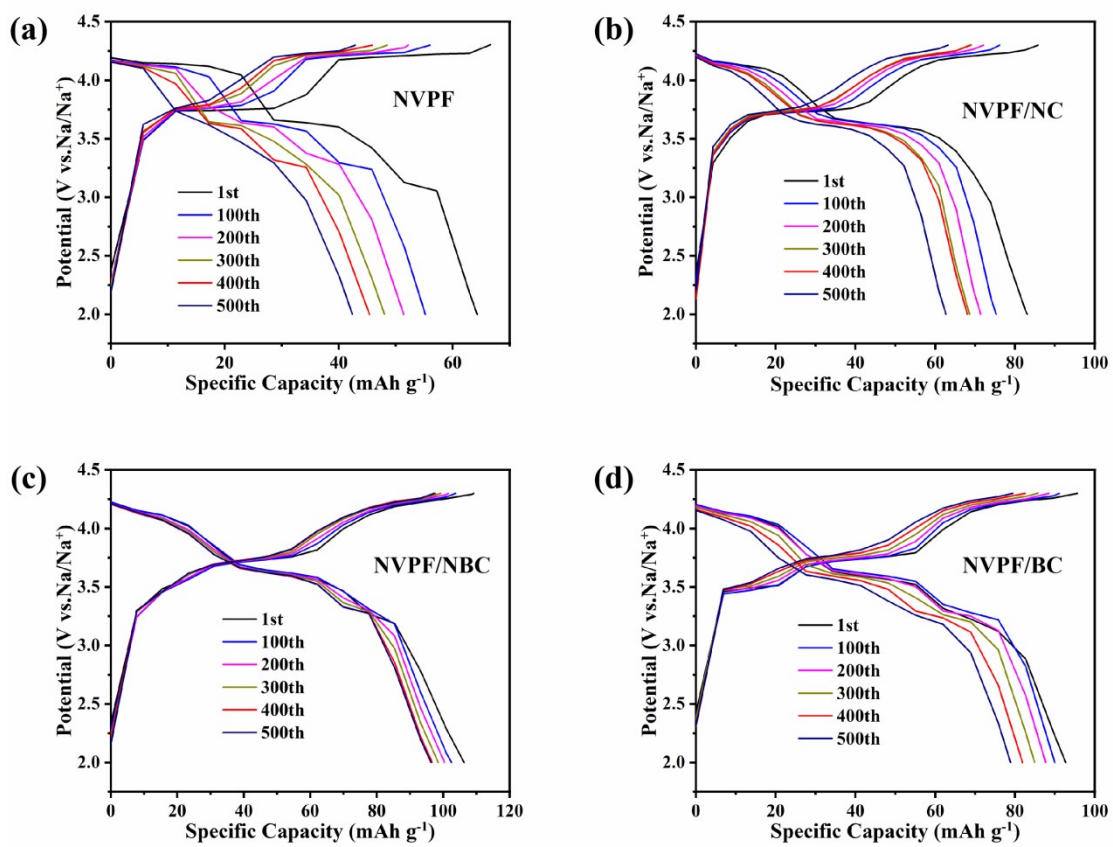 (a)
4.5
4.0
3.5
3.0
2.5
2.0
Potential (V vs.Na/Na⁺)
NVPF
1st
100th
200th
300th
400th
500th
0 20 40 60
Specific Capacity (mAh g⁻¹)
(b)
4.5
4.0
3.5
3.0
2.5
2.0
Potential (V vs.Na/Na⁺)
NVPF/NC
1st
100th
200th
300th
400th
500th
0 20 40 60 80 100
Specific Capacity (mAh g⁻¹)
(c)
4.5
4.0
3.5
3.0
2.5
2.0
Potential (V vs.Na/Na⁺)
NVPF/NBC
1st
100th
200th
300th
400th
500th
0 20 40 60 80 100 120
Specific Capacity (mAh g⁻¹)
(d)
4.5
4.0
3.5
3.0
2.5
2.0
Potential (V vs.Na/Na⁺)
NVPF/BC
1st
100th
200th
300th
400th
500th
0 20 40 60 80 100
Specific Capacity (mAh g⁻¹)